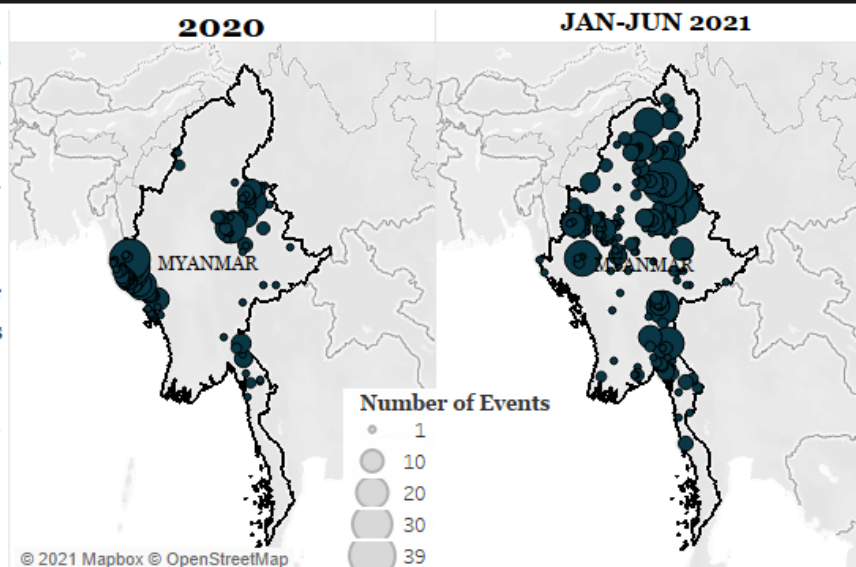 2020
JAN-JUN 2021
MYANMAR
MYANMAR
Number of Events
1
10
20
30
39
© 2021 Mapbox © OpenStreetMap